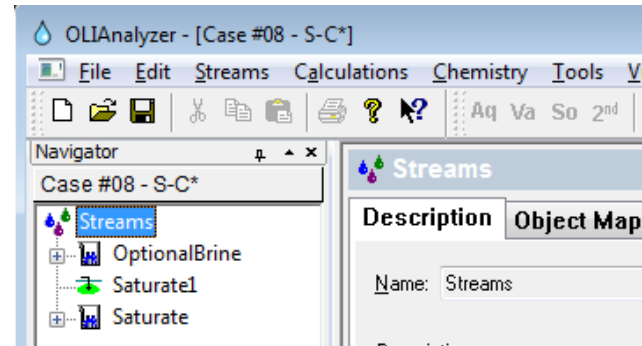 OLIAnalyzer - [Case #08 - S-C*]
File Edit Streams Calculations Chemistry Tools V
Aq Va So 2nd
Navigator
Case #08 - S-C*
Streams
OptionalBrine
Saturate1
Saturate
Streams
Description Object Map
Name: Streams